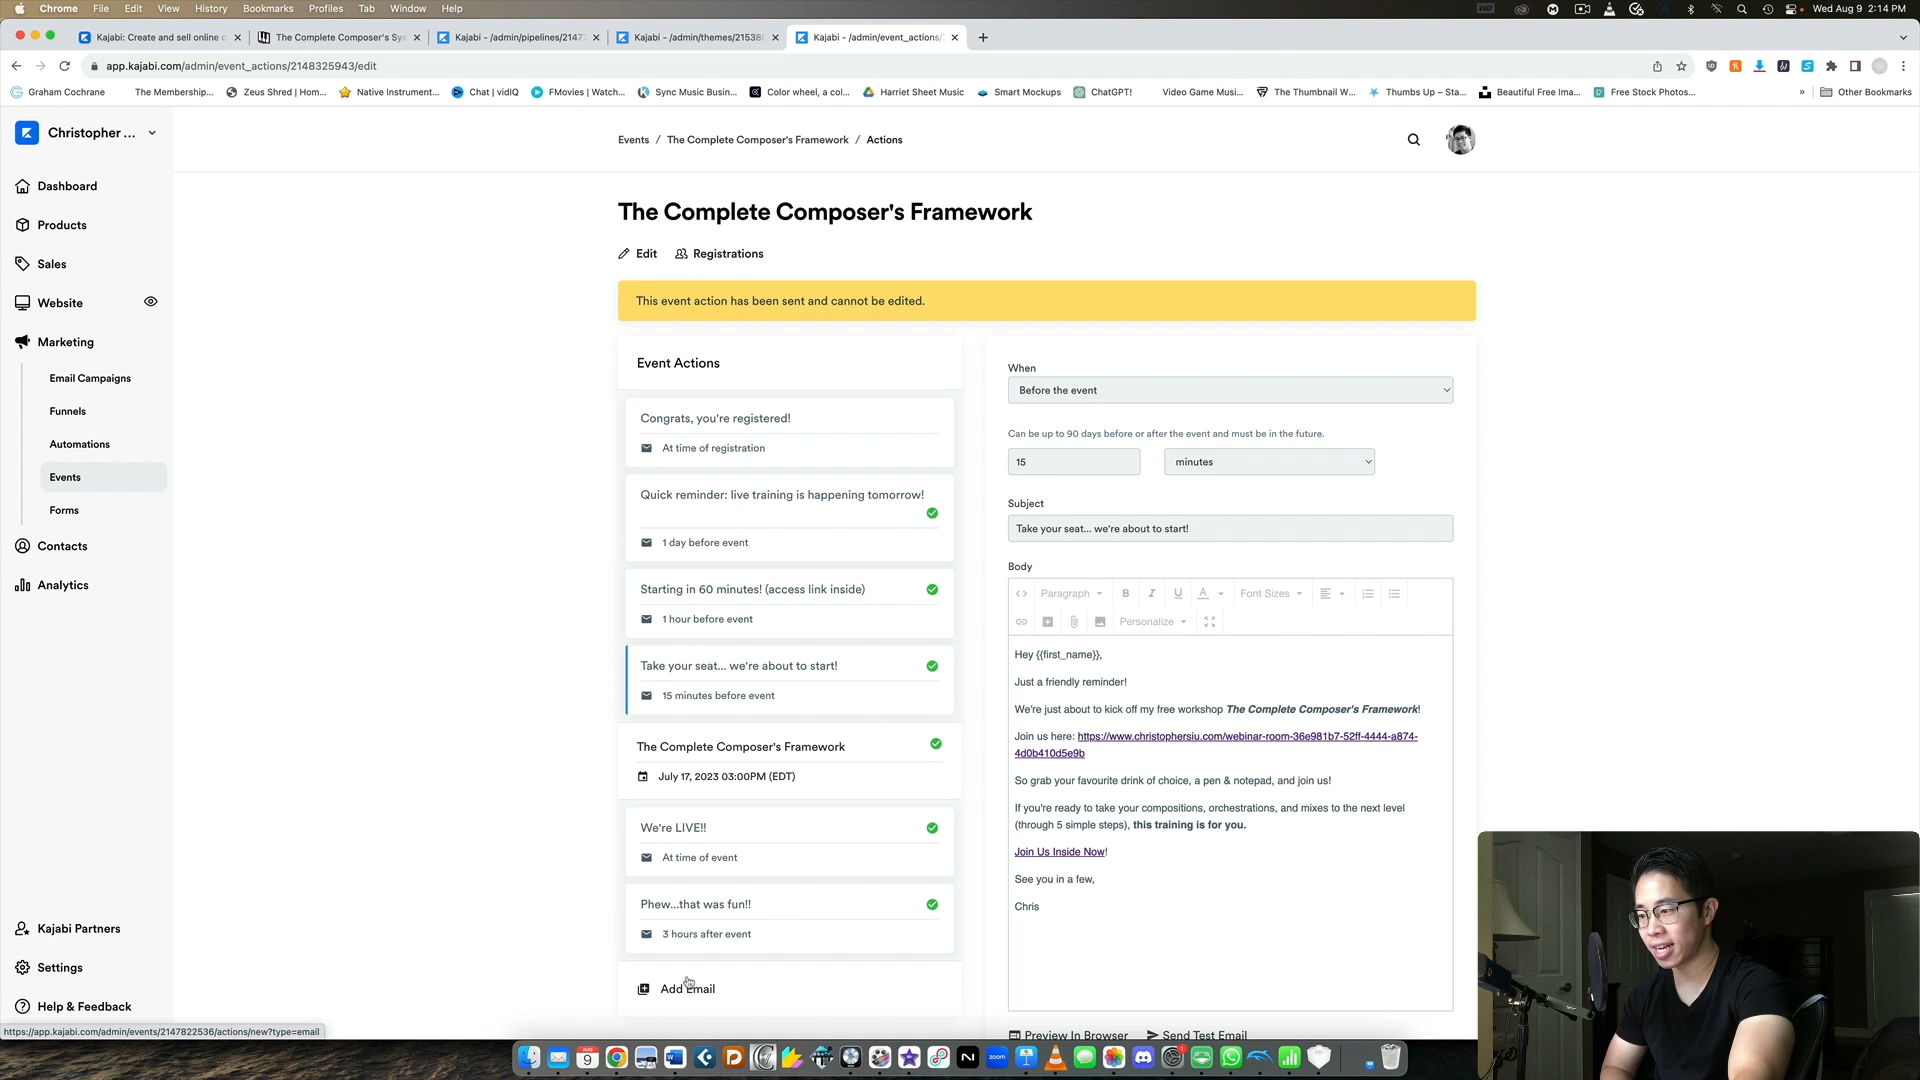 Chrome File Edit View History Bookmarks Profiles Tab Window Help Wed Aug 9 2:14 PM
Kajabi: Create and sell online c
The Complete Composer's Sys
Kajabi - /admin/pipelines/21477
Kajabi - /admin/themes/215380
Kajabi - /admin/event_actions/
app.kajabi.com/admin/event_actions/2148325943/edit
Graham Cochrane The Membership... Zeus Shred | Hom... Native Instrument... Chat | vidIQ FMovies | Watch... Sync Music Busin... Color wheel, a col... Harriet Sheet Music Smart Mockups ChatGPT! Video Game Musi... The Thumbnail W... Thumbs Up – Sta... Beautiful Free Ima... Free Stock Photos... » Other Bookmarks
Christopher ...
Dashboard
Products
Sales
Website
Marketing
Email Campaigns
Funnels
Automations
Events
Forms
Contacts
Analytics
Kajabi Partners
Settings
Help & Feedback
https://app.kajabi.com/admin/events/2147822536/actions/new?type=email
Events / The Complete Composer's Framework / Actions
The Complete Composer's Framework
Edit Registrations
This event action has been sent and cannot be edited.
Event Actions
Congrats, you're registered!
At time of registration
Quick reminder: live training is happening tomorrow!
1 day before event
Starting in 60 minutes! (access link inside)
1 hour before event
Take your seat... we're about to start!
15 minutes before event
The Complete Composer's Framework
July 17, 2023 03:00PM (EDT)
We're LIVE!!
At time of event
Phew...that was fun!!
3 hours after event
Add Email
When
Before the event
Can be up to 90 days before or after the event and must be in the future.
15 minutes
Subject
Take your seat... we're about to start!
Body
Paragraph B I U A Font Sizes
Personalize
Hey {{first_name}},
Just a friendly reminder!
We're just about to kick off my free workshop The Complete Composer's Framework!
Join us here: https://www.christophersiu.com/webinar-room-36e981b7-52ff-4444-a874-
4d0b410d5e9b
So grab your favourite drink of choice, a pen & notepad, and join us!
If you're ready to take your compositions, orchestrations, and mixes to the next level
(through 5 simple steps), this training is for you.
Join Us Inside Now!
See you in a few,
Chris
Preview In Browser Send Test Email
zoom